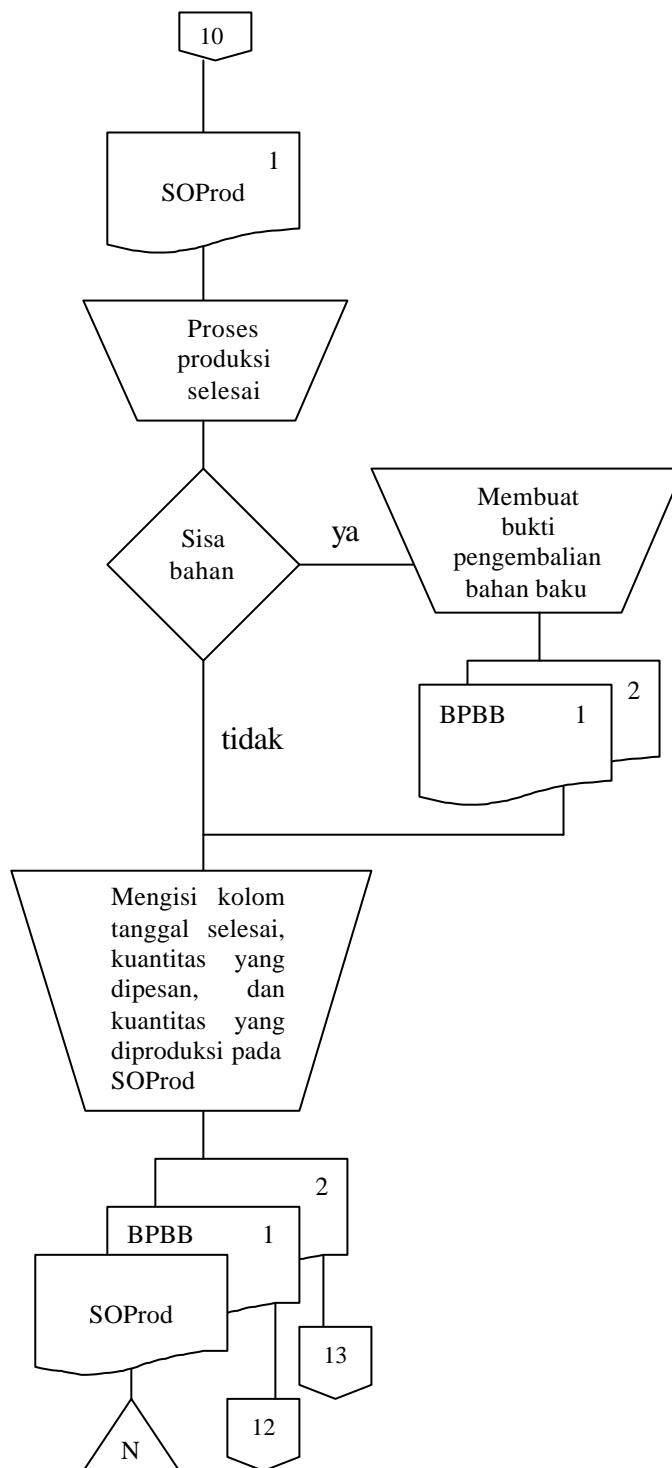 10
1
SOProd
Proses
produksi
selesai
Sisa
bahan
ya
Membuat
bukti
pengembalian
bahan baku
2
BPBB 1
tidak
Mengisi kolom
tanggal selesai,
kuantitas yang
dipesan, dan
kuantitas yang
diproduksi pada
SOProd
2
BPBB 1
SOProd
13
12
N